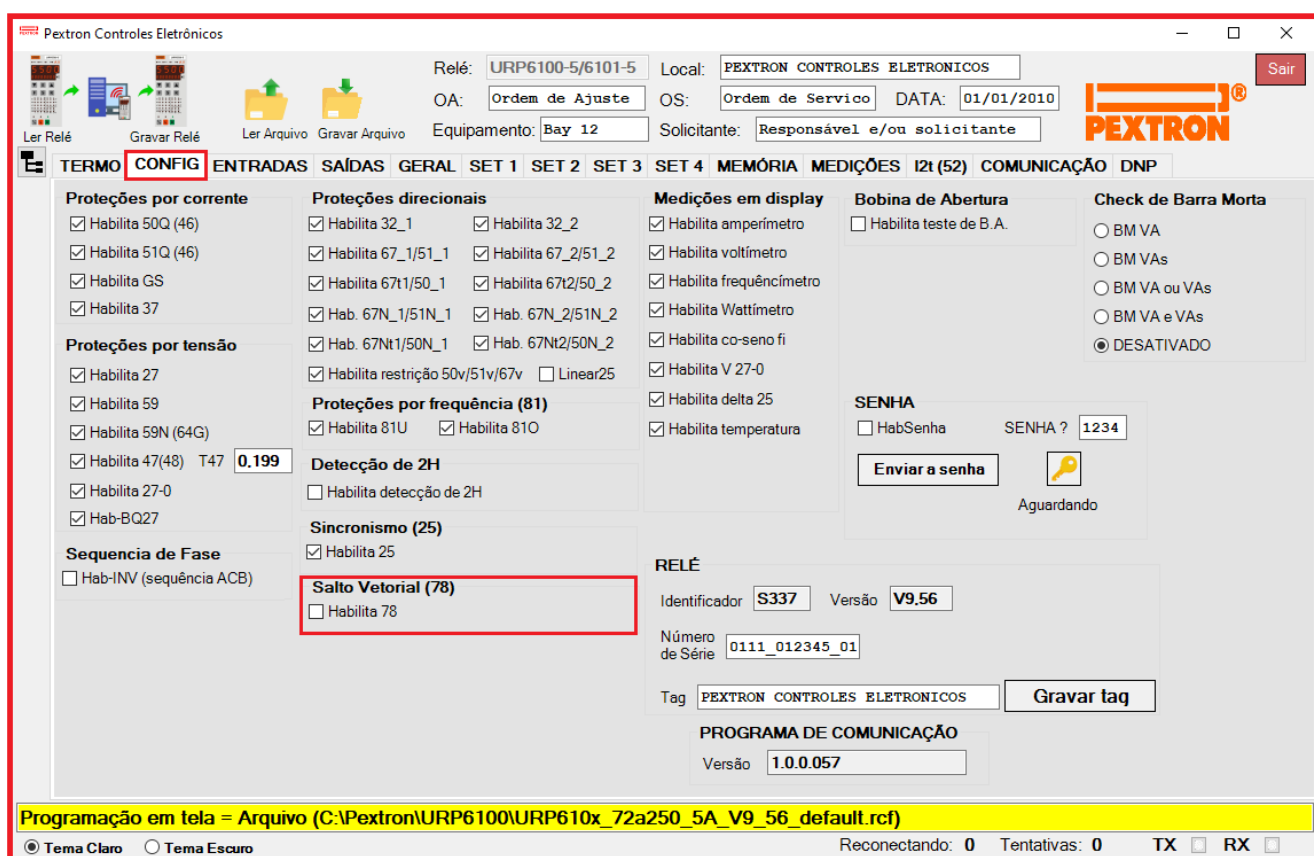 Pextron Controles Eletrônicos
Relé: URP6100-5/6101-5 Local: PEXTRON CONTROLES ELETRONICOS Sair
OA: Ordem de Ajuste OS: Ordem de Servico DATA: 01/01/2010
Ler Relé Gravar Relé Ler Arquivo Gravar Arquivo Equipamento: Bay 12 Solicitante: Responsável e/ou solicitante PEXTRON ®
TERMO CONFIG ENTRADAS SAÍDAS GERAL SET 1 SET 2 SET 3 SET 4 MEMÓRIA MEDIÇÕES I2t (52) COMUNICAÇÃO DNP
Proteções por corrente
Habilita 50Q (46)
Habilita 51Q (46)
Habilita GS
Habilita 37
Proteções por tensão
Habilita 27
Habilita 59
Habilita 59N (64G)
Habilita 47(48) T47 0,199
Habilita 27-0
Hab-BQ27
Sequencia de Fase
Hab-INV (sequência ACB)
Proteções direcionais
Habilita 32_1 Habilita 32_2
Habilita 67_1/51_1 Habilita 67_2/51_2
Habilita 67t1/50_1 Habilita 67t2/50_2
Hab. 67N_1/51N_1 Hab. 67N_2/51N_2
Hab. 67Nt1/50N_1 Hab. 67Nt2/50N_2
Habilita restrição 50v/51v/67v Linear25
Proteções por frequência (81)
Habilita 81U Habilita 81O
Detecção de 2H
Habilita detecção de 2H
Sincronismo (25)
Habilita 25
Salto Vetorial (78)
Habilita 78
Medições em display
Habilita amperímetro
Habilita voltímetro
Habilita frequêncímetro
Habilita Wattímetro
Habilita co-seno fi
Habilita V 27-0
Habilita delta 25
Habilita temperatura
Bobina de Abertura
Habilita teste de B.A.
Check de Barra Morta
BM VA
BM VAs
BM VA ou VAs
BM VA e VAs
DESATIVADO
SENHA
HabSenha SENHA ? 1234
Enviar a senha
Aguardando
RELÉ
Identificador S337 Versão V9,56
Número
de Série 0111_012345_01
Tag PEXTRON CONTROLES ELETRONICOS Gravar tag
PROGRAMA DE COMUNICAÇÃO
Versão 1.0.0.057
Programação em tela = Arquivo (C:\Pextron\URP6100\URP610x_72a250_5A_V9_56_default.rcf)
Tema Claro Tema Escuro Reconectando: 0 Tentativas: 0 TX RX